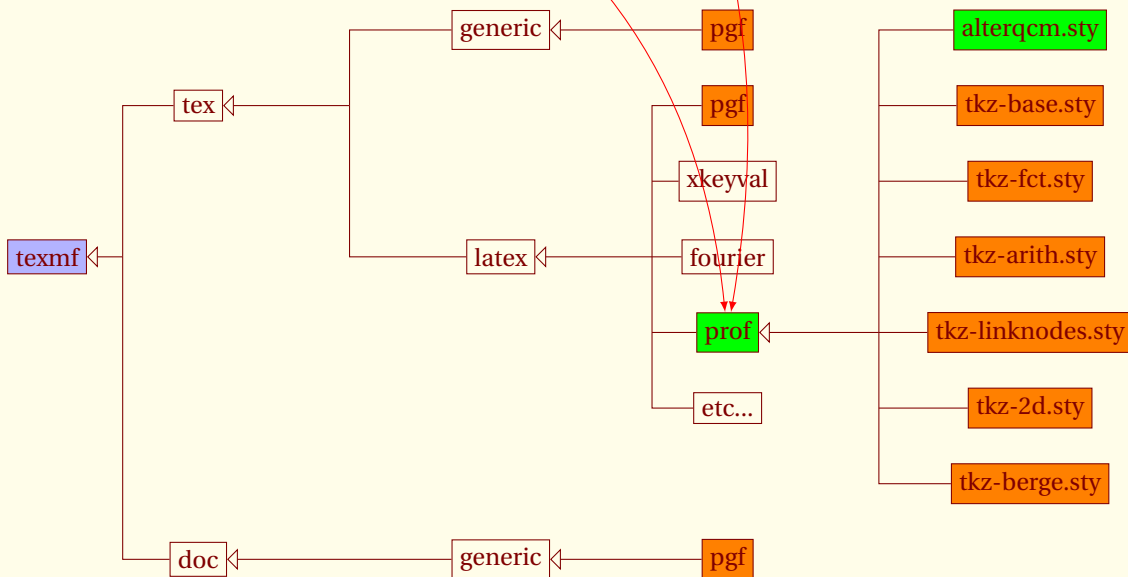 generic
pgf
alterqcm.sty
tex
pgf
tkz-base.sty
xkeyval
tkz-fct.sty
texmf
latex
fourier
tkz-arith.sty
prof
tkz-linknodes.sty
etc...
tkz-2d.sty
tkz-berge.sty
doc
generic
pgf